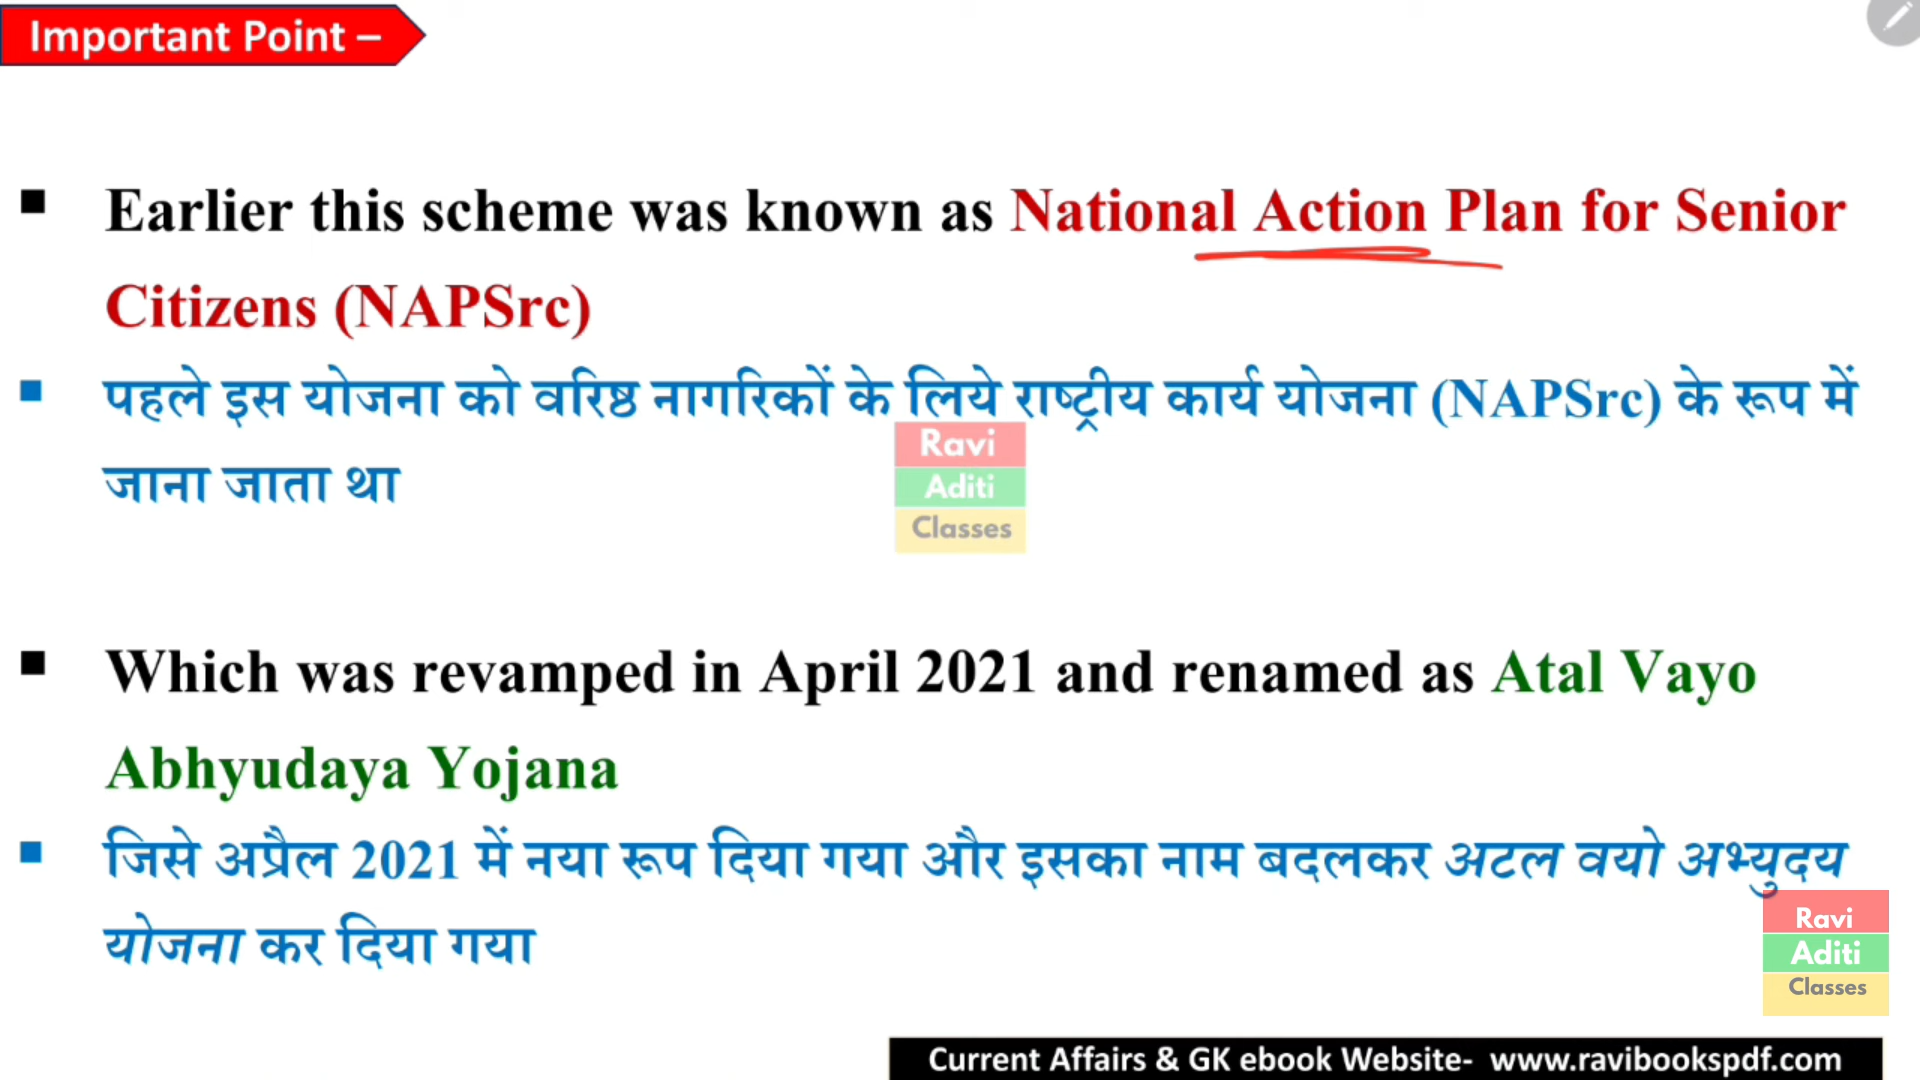 Important Point –
Earlier this scheme was known as National Action Plan for Senior
Citizens (NAPSrc)
पहले इस योजना को वरिष्ठ नागरिकों के लिये राष्ट्रीय कार्य योजना (NAPSrc) के रूप में
जाना जाता था
Ravi
Aditi
Classes
Which was revamped in April 2021 and renamed as Atal Vayo
Abhyudaya Yojana
जिसे अप्रैल 2021 में नया रूप दिया गया और इसका नाम बदलकर अटल वयो अभ्युदय
योजना कर दिया गया
Ravi
Aditi
Classes
Current Affairs & GK ebook Website- www.ravibookspdf.com